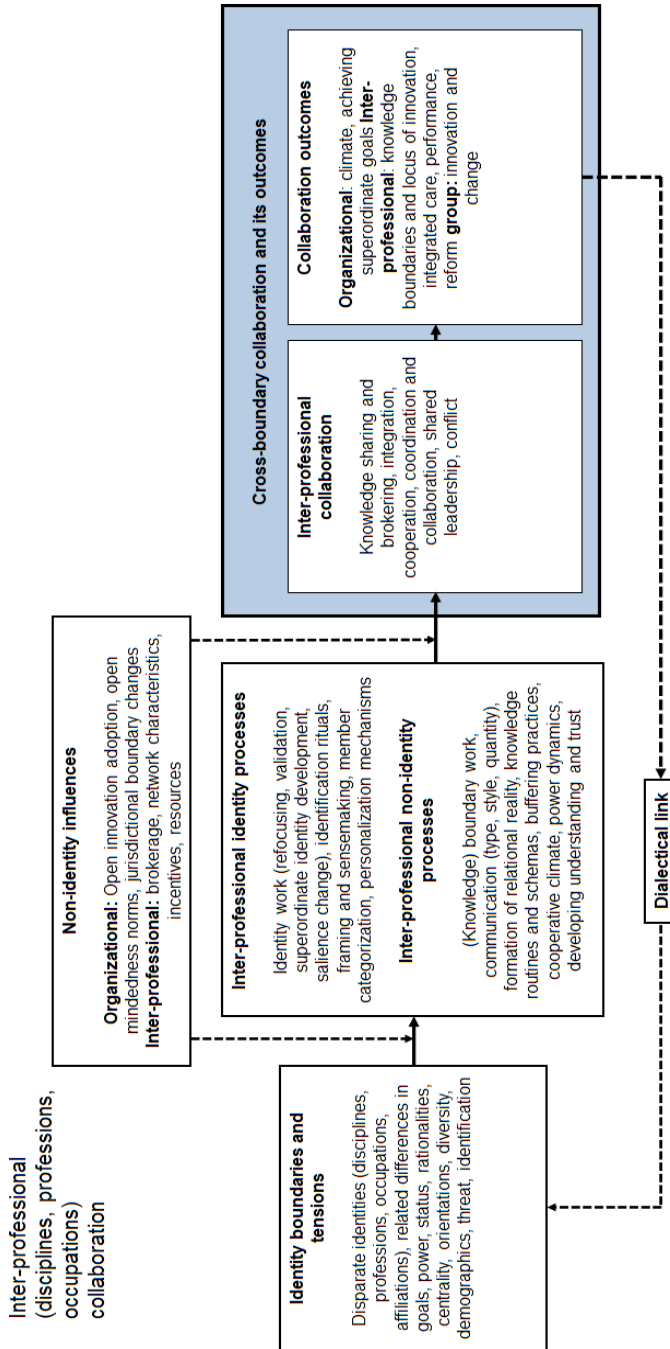 Inter-professional
(disciplines, professions,
occupations)
collaboration
Non-identity influences
Organizational: Open innovation adoption, open
mindedness norms, jurisdictional boundary changes
Inter-professional: brokerage, network characteristics,
incentives, resources
Identity boundaries and
tensions
Disparate identities (disciplines,
professions, occupations,
affiliations), related differences in
goals, power, status, rationalities,
centrality, orientations, diversity,
demographics, threat, identification
Inter-professional identity processes
Identity work (refocusing, validation,
superordinate identity development,
salience change), identification rituals,
framing and sensemaking, member
categorization, personalization mechanisms
Inter-professional non-identity
processes
(Knowledge) boundary work,
communication (type, style, quantity),
formation of relational reality, knowledge
routines and schemas, buffering practices,
cooperative climate, power dynamics,
developing understanding and trust
Cross-boundary collaboration and its outcomes
Inter-professional
collaboration
Knowledge sharing and
brokering, integration,
cooperation, coordination and
collaboration, shared
leadership, conflict
Collaboration outcomes
Organizational: climate, achieving
superordinate goals Inter-
professional: knowledge
boundaries and locus of innovation,
integrated care, performance,
reform group: innovation and
change
Dialectical link